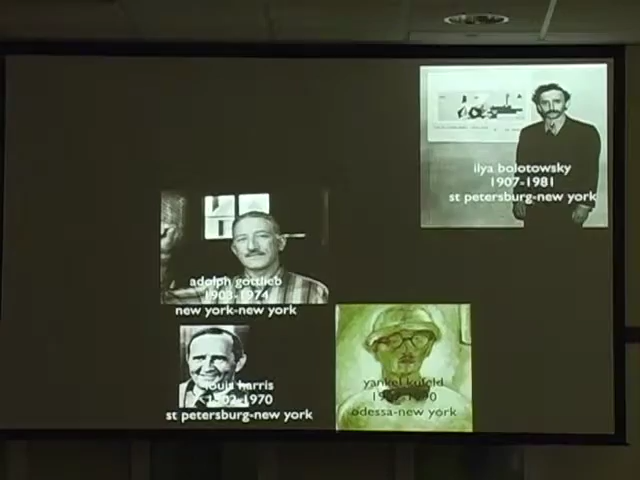 ilya bolotowsky
1907-1981
st petersburg-new york
adolph gottlieb
1903-1974
new york-new york
louis harris
1902-1970
st petersburg-new york
yankel kufeld
odessa-new york